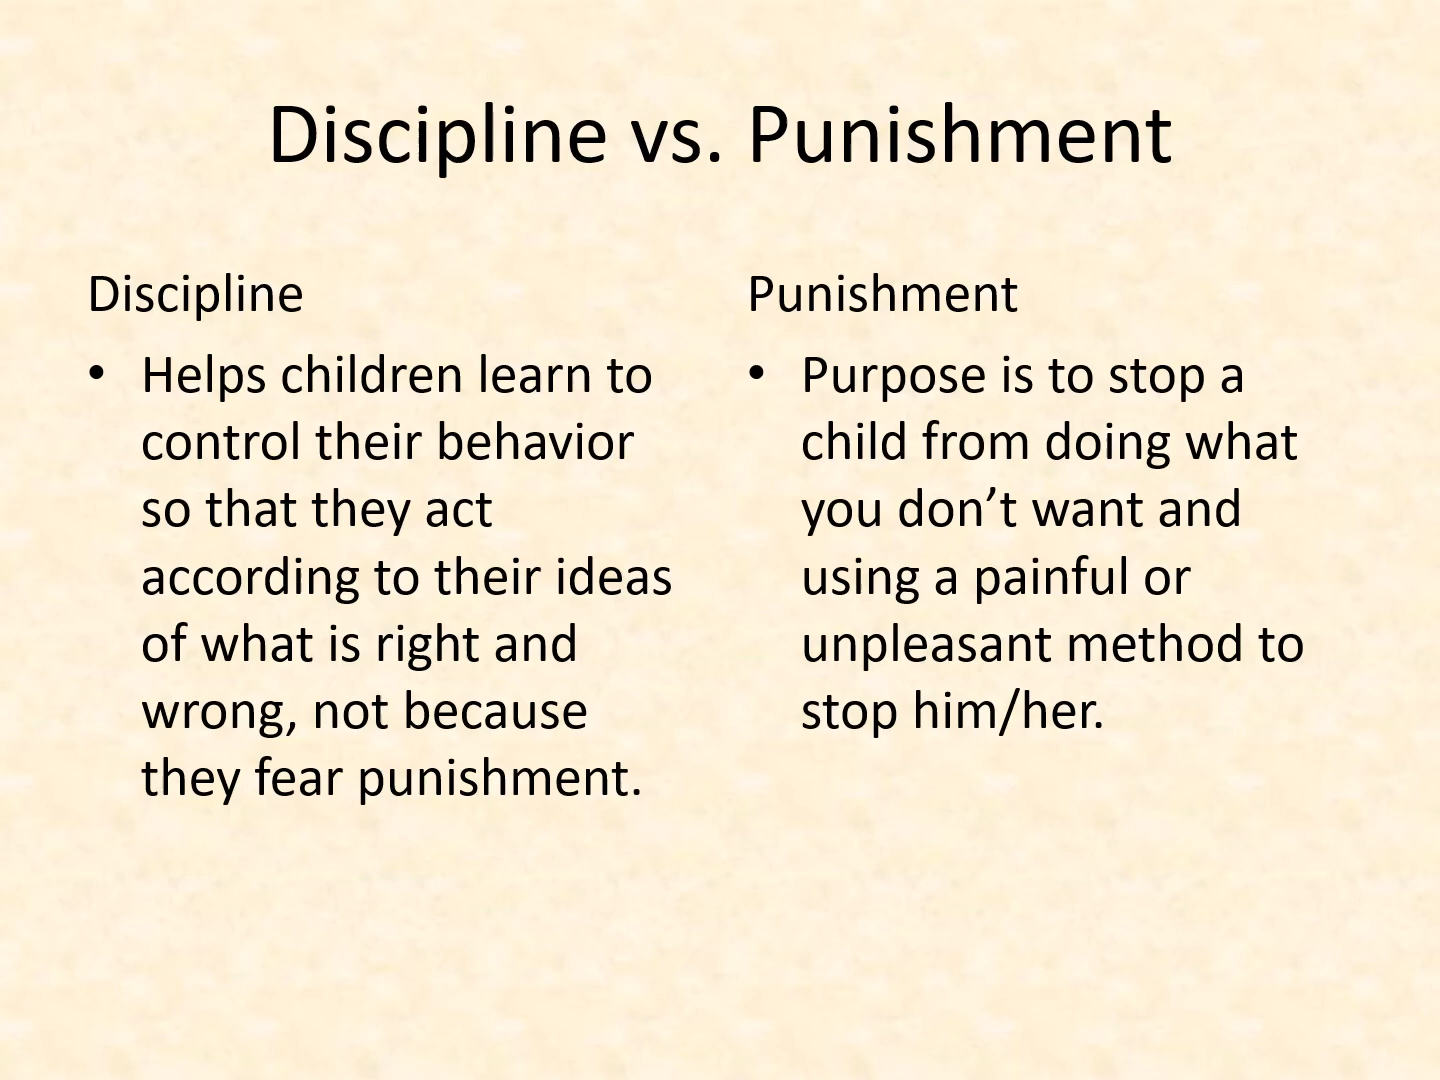 Discipline vs. Punishment
Discipline
• Helps children learn to
control their behavior
so that they act
according to their ideas
of what is right and
wrong, not because
they fear punishment.
Punishment
• Purpose is to stop a
child from doing what
you don’t want and
using a painful or
unpleasant method to
stop him/her.